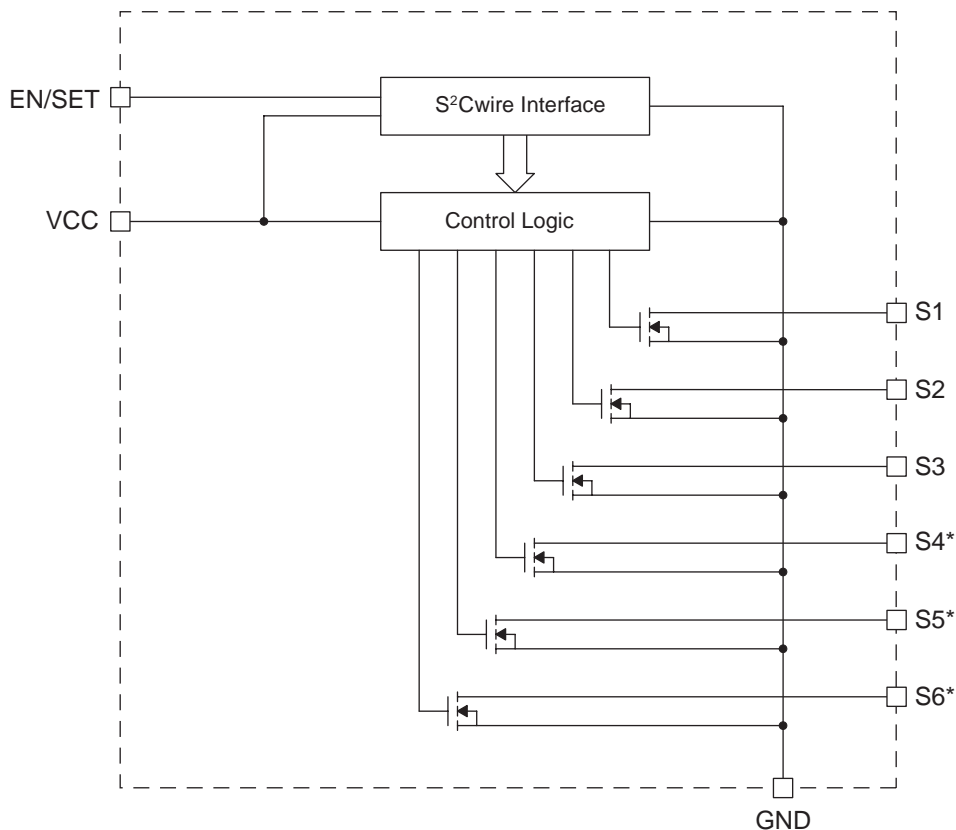 EN/SET
S²Cwire Interface
VCC
Control Logic
S1
S2
S3
S4*
S5*
S6*
GND